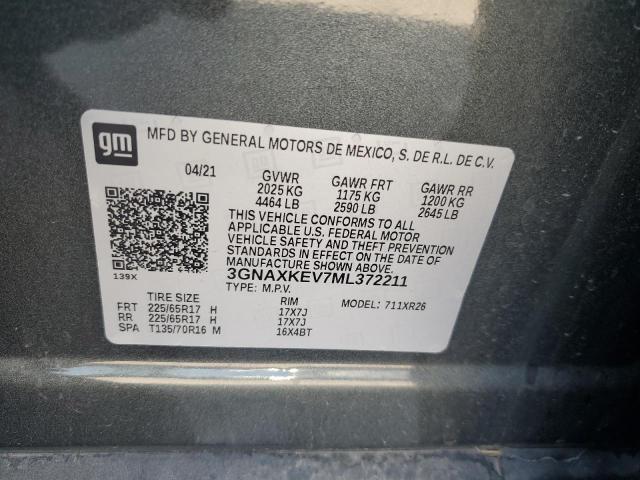 gm MFD BY GENERAL MOTORS DE MEXICO, S. DE R.L. DE C.V.
04/21 GVWR GAWR FRT GAWR RR
2025 KG 1175 KG 1200 KG
4464 LB 2590 LB 2645 LB
THIS VEHICLE CONFORMS TO ALL
APPLICABLE U.S. FEDERAL MOTOR
VEHICLE SAFETY AND THEFT PREVENTION
STANDARDS IN EFFECT ON THE DATE OF
MANUFACTURE SHOWN ABOVE.
139X 3GNAXKEV7ML372211
TYPE: M.P.V. MODEL: 711XR26
TIRE SIZE RIM
FRT 225/65R17 H 17X7J
RR 225/65R17 H 17X7J
SPA T135/70R16 M 16X4BT